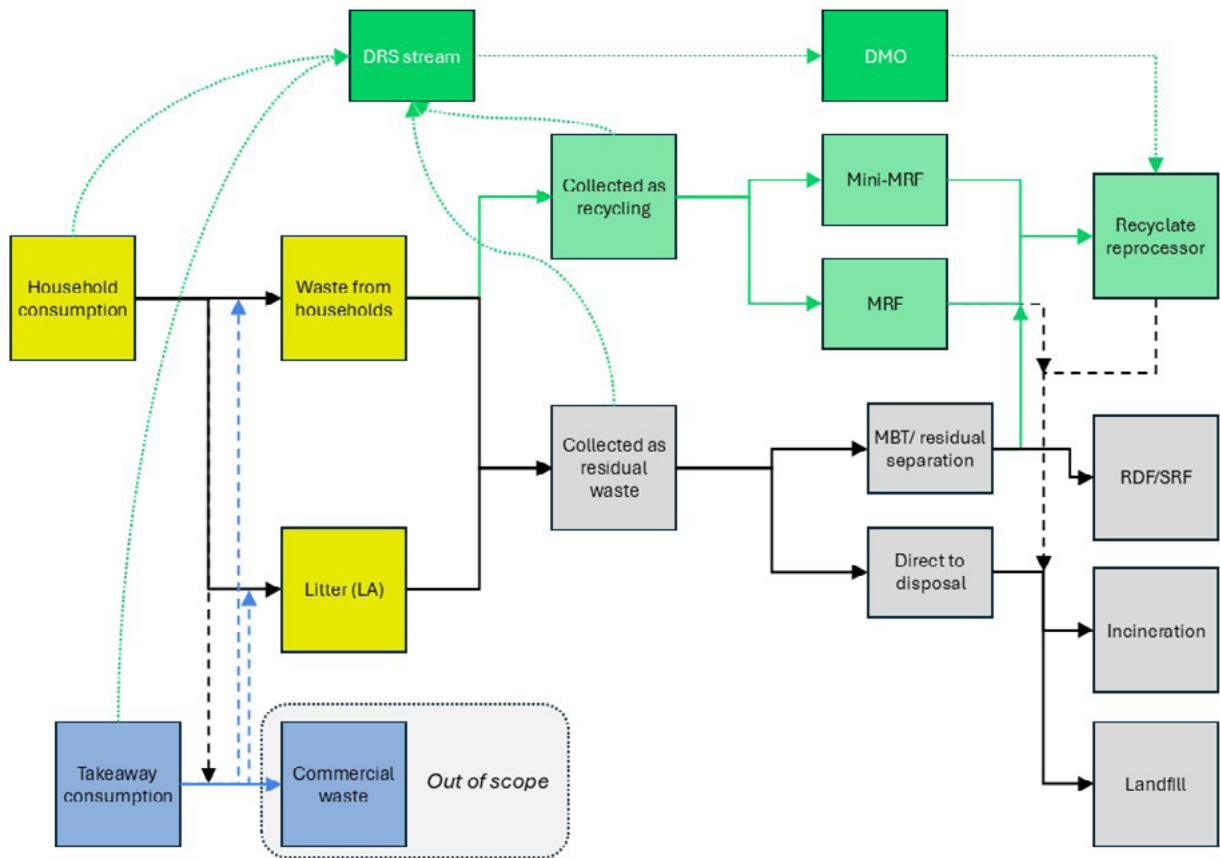 DRS stream
DMO
Collected as
recycling
Mini-MRF
Recyclate
reprocessor
Household
consumption
Waste from
households
MRF
Collected as
residual
waste
MBT/ residual
separation
RDF/SRF
Litter (LA)
Direct to
disposal
Incineration
Takeaway
consumption
Commercial
waste
Out of scope
Landfill